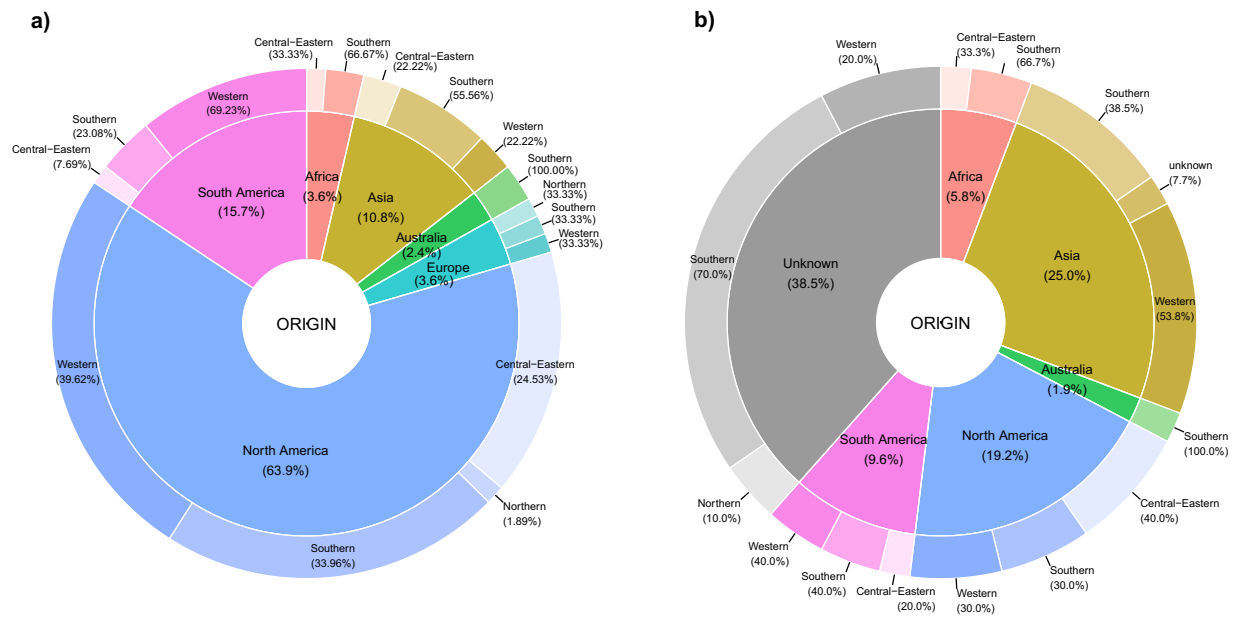 a)
Central−Eastern
(33.33%)
Southern
(66.67%)
Central−Eastern
(22.22%)
Southern
(55.56%)
Western
(22.22%)
Southern
(100.00%)
Northern
(33.33%)
Southern
(33.33%)
Western
(33.33%)
Central−Eastern
(24.53%)
Northern
(1.89%)
Southern
(33.96%)
Western
(39.62%)
Central−Eastern
(7.69%)
Southern
(23.08%)
Western
(69.23%)
South America
(15.7%)
Africa
(3.6%)
Asia
(10.8%)
Australia
(2.4%)
Europe
(3.6%)
North America
(63.9%)
ORIGIN
b)
Central−Eastern
(33.3%)
Southern
(66.7%)
Southern
(38.5%)
unknown
(7.7%)
Western
(53.8%)
Southern
(100.0%)
Central−Eastern
(40.0%)
Southern
(30.0%)
Western
(30.0%)
Central−Eastern
(20.0%)
Southern
(40.0%)
Western
(40.0%)
Northern
(10.0%)
Southern
(70.0%)
Western
(20.0%)
Unknown
(38.5%)
Africa
(5.8%)
Asia
(25.0%)
Australia
(1.9%)
North America
(19.2%)
South America
(9.6%)
ORIGIN